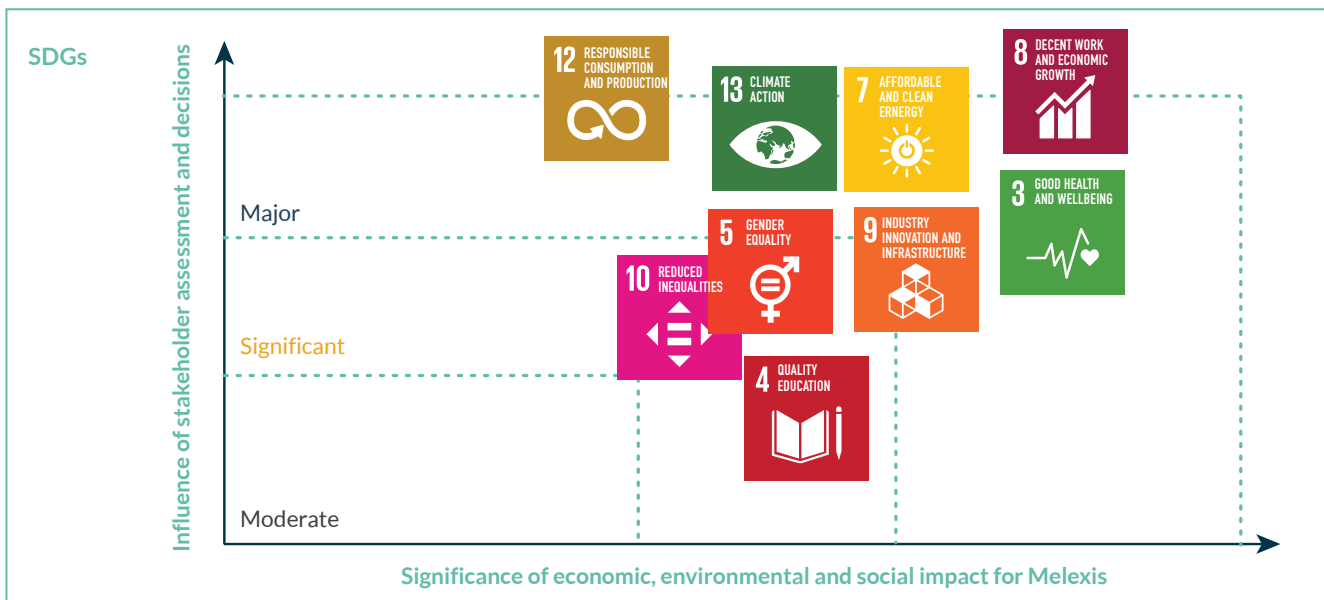 SDGs
Influence of stakeholder assessment and decisions
12 RESPONSIBLE
CONSUMPTION
AND PRODUCTION
13 CLIMATE
ACTION
7 AFFORDABLE
AND CLEAN
ERNERGY
8 DECENT WORK
AND ECONOMIC
GROWTH
3 GOOD HEALTH
AND WELLBEING
Major
5 GENDER
EQUALITY
9 INDUSTRY
INNOVATION AND
INFRASTRUCTURE
10 REDUCED
INEQUALITIES
Significant
4 QUALITY
EDUCATION
Moderate
Significance of economic, environmental and social impact for Melexis